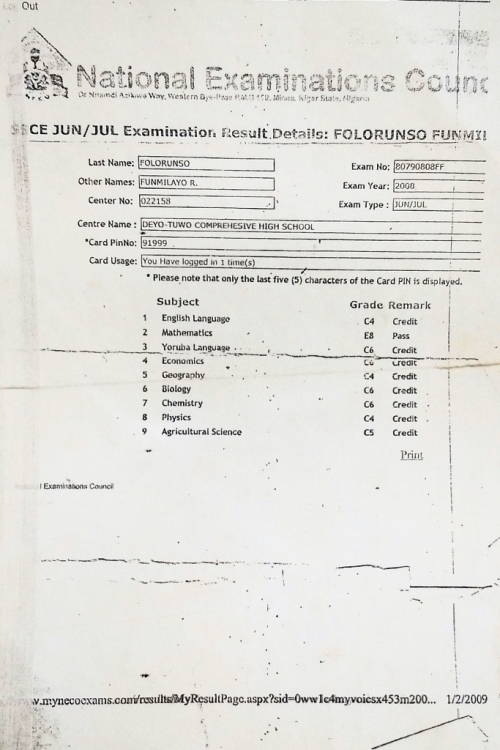 Log Out
National Examinations Counc
Dr Nnamdi Azikiwe Way, Western Bye-Pass P.M.B 159, Minna, Niger State, Nigeria
SSCE JUN/JUL Examination Result Details: FOLORUNSO FUNMIL
Last Name: FOLORUNSO Exam No: 80790808FF
Other Names: FUNMILAYO R. Exam Year: 2008
Center No: 022158 Exam Type : JUN/JUL
Centre Name : DEYO-TUWO COMPREHESIVE HIGH SCHOOL
*Card PinNo: 91999
Card Usage: You Have logged in 1 time(s)
* Please note that only the last five (5) characters of the Card PIN is displayed.
Subject Grade Remark
1 English Language C4 Credit
2 Mathematics E8 Pass
3 Yoruba Language C6 Credit
4 Economics C6 Credit
5 Geography C4 Credit
6 Biology C6 Credit
7 Chemistry C6 Credit
8 Physics C4 Credit
9 Agricultural Science C5 Credit
Print
l Examinations Council
w.mynecoexams.com/results/MyResultPage.aspx?sid=0ww1c4myvoicsx453m200... 1/2/2009